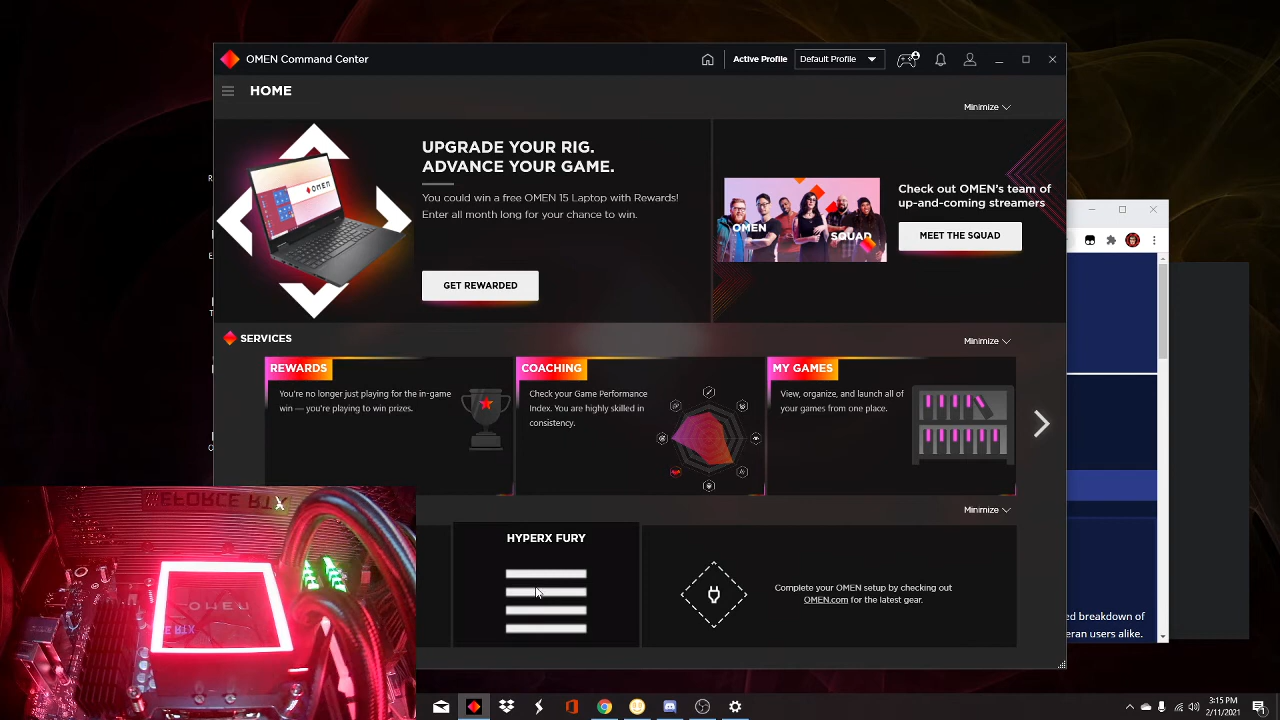 OMEN Command Center
Active Profile
Default Profile
HOME
Minimize
UPGRADE YOUR RIG.
ADVANCE YOUR GAME.
You could win a free OMEN 15 Laptop with Rewards!
Enter all month long for your chance to win.
GET REWARDED
OMEN
OMEN
SQUAD
Check out OMEN's team of
up-and-coming streamers
MEET THE SQUAD
SERVICES
Minimize
REWARDS
You're no longer just playing for the in-game
win — you're playing to win prizes.
COACHING
Check your Game Performance
Index. You are highly skilled in
consistency.
MY GAMES
View, organize, and launch all of
your games from one place.
Minimize
HYPERX FURY
Complete your OMEN setup by checking out
OMEN.com for the latest gear.
GEFORCE RTX
OMEN
ed breakdown of
eran users alike.
3:15 PM
2/11/2021